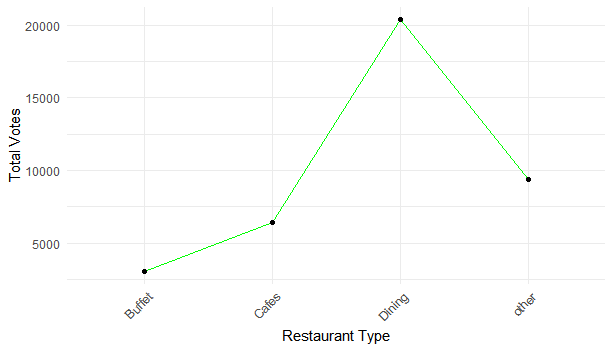 Total Votes
20000
15000
10000
5000
Buffet
Cafes
Dining
other
Restaurant Type